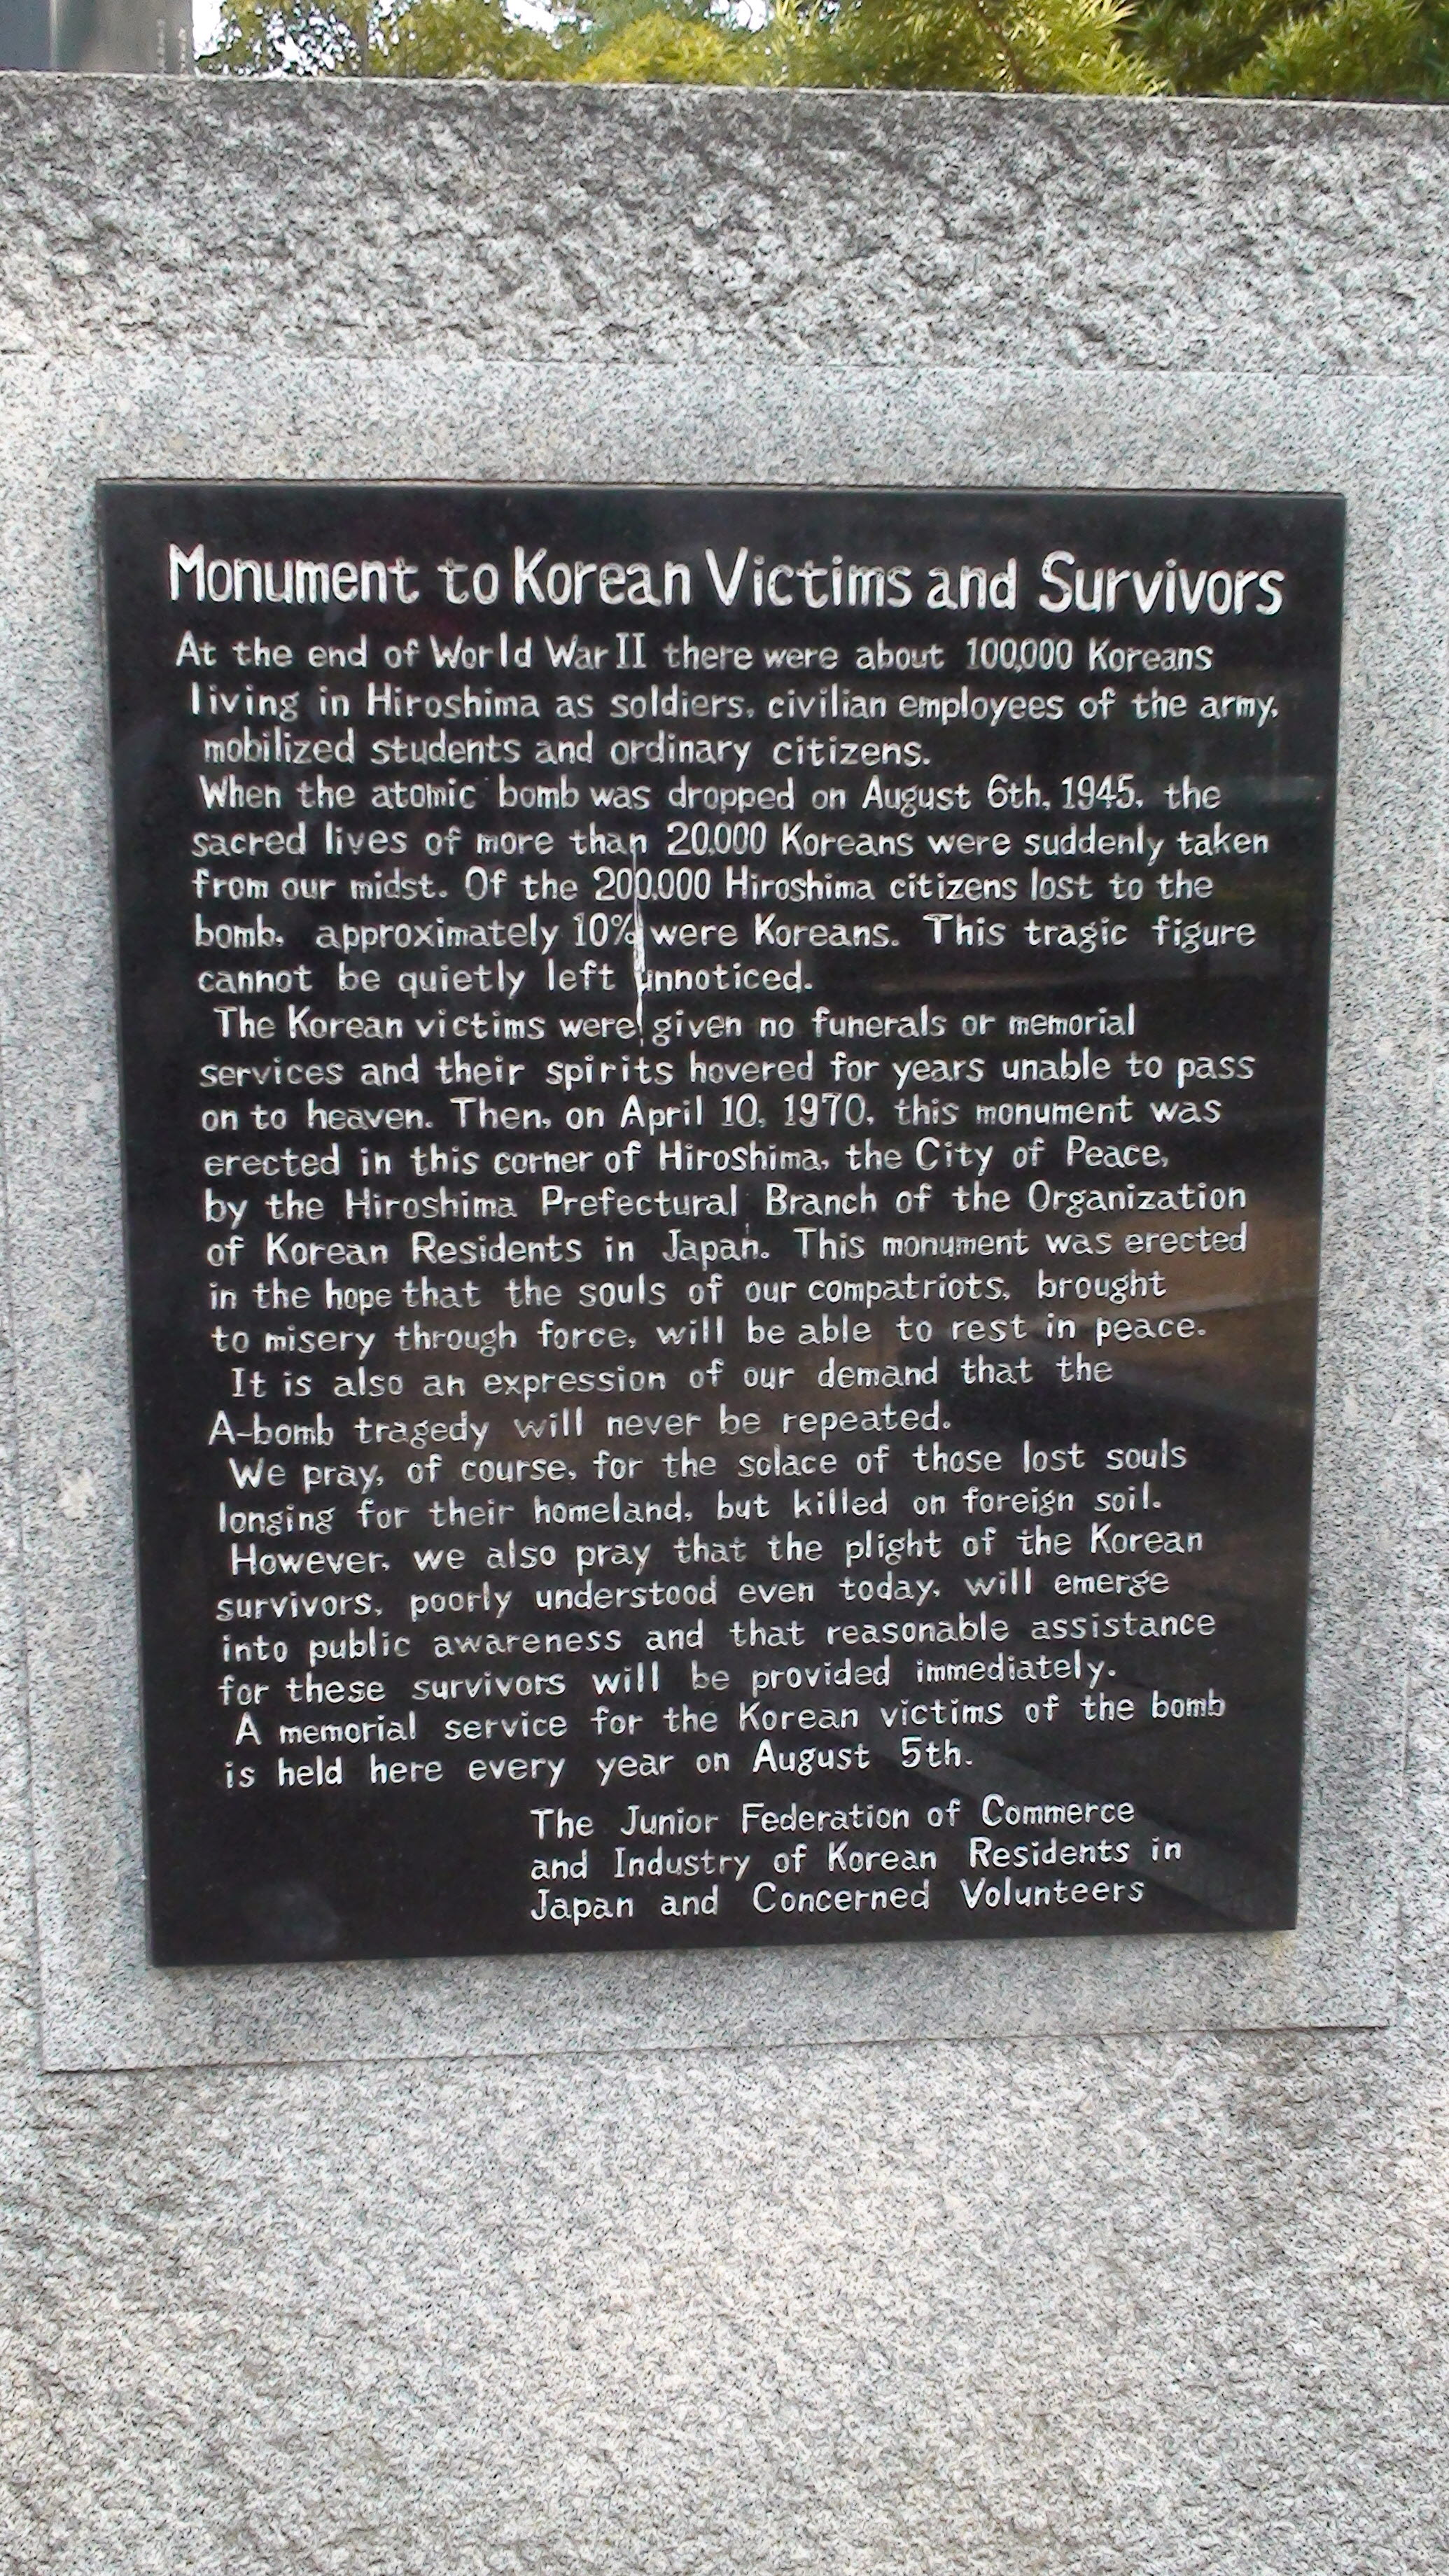 Monument to Korean Victims and Survivors
At the end of World War II there were about 100,000 Koreans
living in Hiroshima as soldiers, civilian employees of the army,
mobilized students and ordinary citizens.
When the atomic bomb was dropped on August 6th, 1945, the
sacred lives of more than 20,000 Koreans were suddenly taken
from our midst. Of the 200,000 Hiroshima citizens lost to the
bomb, approximately 10% were Koreans. This tragic figure
cannot be quietly left unnoticed.
The Korean victims were given no funerals or memorial
services and their spirits hovered for years unable to pass
on to heaven. Then, on April 10, 1970, this monument was
erected in this corner of Hiroshima, the City of Peace,
by the Hiroshima Prefectural Branch of the Organization
of Korean Residents in Japan. This monument was erected
in the hope that the souls of our compatriots, brought
to misery through force, will be able to rest in peace.
It is also an expression of our demand that the
A-bomb tragedy will never be repeated.
We pray, of course, for the solace of those lost souls
longing for their homeland, but killed on foreign soil.
However, we also pray that the plight of the Korean
survivors, poorly understood even today, will emerge
into public awareness and that reasonable assistance
for these survivors will be provided immediately.
A memorial service for the Korean victims of the bomb
is held here every year on August 5th.
The Junior Federation of Commerce
and Industry of Korean Residents in
Japan and Concerned Volunteers